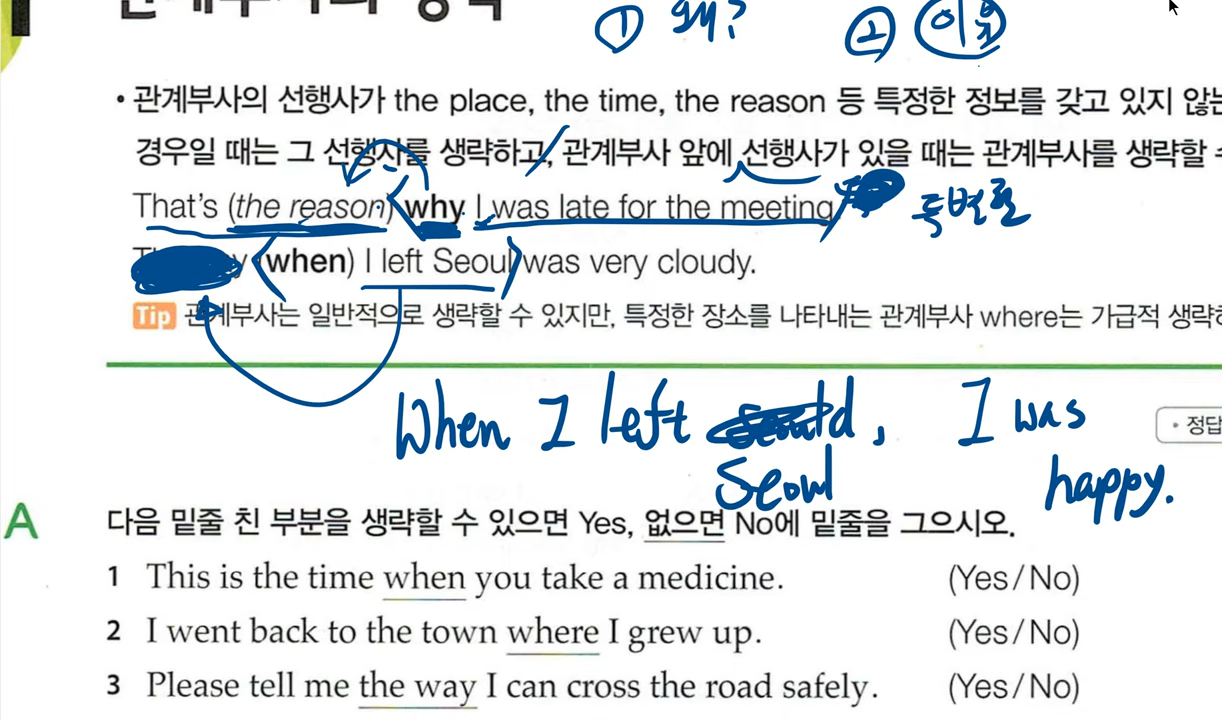 관계부사의 생략
① 왜? ② 이유
• 관계부사의 선행사가 the place, the time, the reason 등 특정한 정보를 갖고 있지 않는
경우일 때는 그 선행사를 생략하고, 관계부사 앞에 선행사가 있을 때는 관계부사를 생략할 수
That's (the reason) why I was late for the meeting
특별한
(when) I left Seoul was very cloudy.
Tip 관계부사는 일반적으로 생략할 수 있지만, 특정한 장소를 나타내는 관계부사 where는 가급적 생략하
When I left , I was
Seoul happy.
• 정답
A 다음 밑줄 친 부분을 생략할 수 있으면 Yes, 없으면 No에 밑줄을 그으시오.
1 This is the time when you take a medicine. (Yes/No)
2 I went back to the town where I grew up. (Yes/No)
3 Please tell me the way I can cross the road safely. (Yes/No)